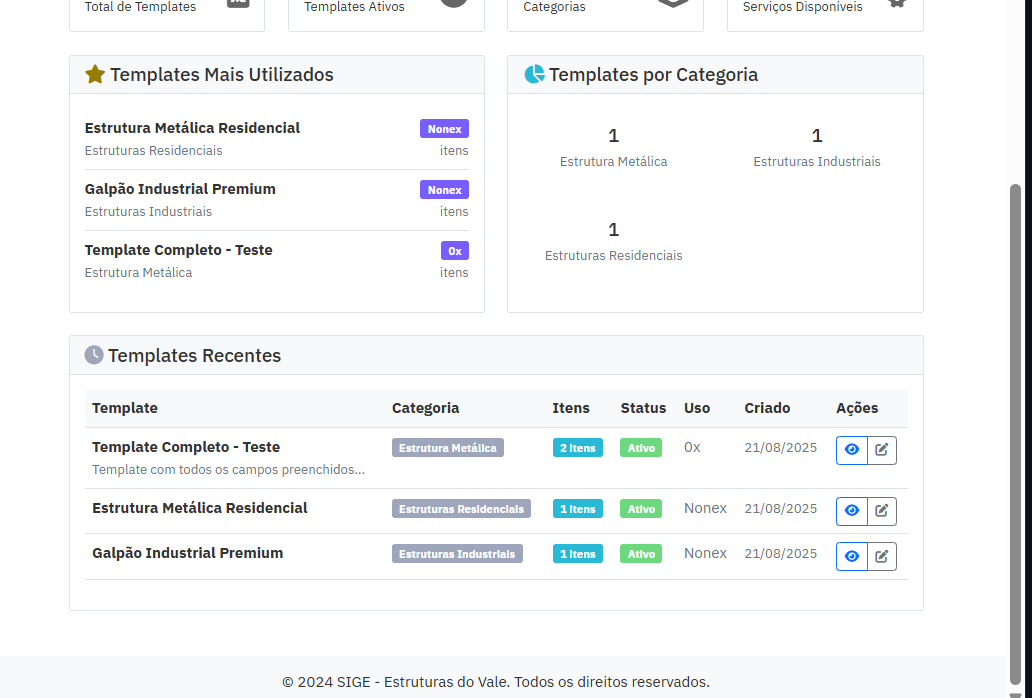 Total de Templates
Templates Ativos
Categorias
Serviços Disponíveis
Templates Mais Utilizados
Estrutura Metálica Residencial
Nonex
Estruturas Residenciais
itens
Galpão Industrial Premium
Nonex
Estruturas Industriais
itens
Template Completo - Teste
0x
Estrutura Metálica
itens
Templates por Categoria
1
Estrutura Metálica
1
Estruturas Industriais
1
Estruturas Residenciais
Templates Recentes
Template Categoria Itens Status Uso Criado Ações
Template Completo - Teste Estrutura Metálica 2 itens Ativo 0x 21/08/2025
Template com todos os campos preenchidos...
Estrutura Metálica Residencial Estruturas Residenciais 1 itens Ativo Nonex 21/08/2025
Galpão Industrial Premium Estruturas Industriais 1 itens Ativo Nonex 21/08/2025
© 2024 SIGE - Estruturas do Vale. Todos os direitos reservados.